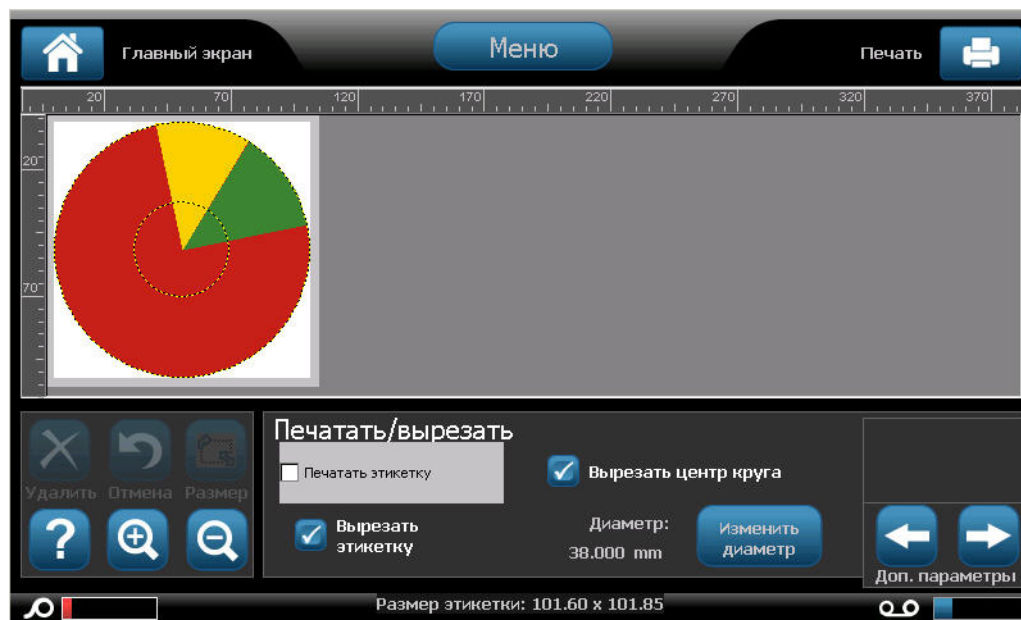 Главный экран
Меню
Печать
20 70 120 170 220 270 320 370
20
70
Печатать/вырезать
Печатать этикетку
Вырезать центр круга
Удалить Отмена Размер
Вырезать
этикетку
Диаметр:
38.000 mm
Изменить
диаметр
?
Доп. параметры
Размер этикетки: 101.60 x 101.85